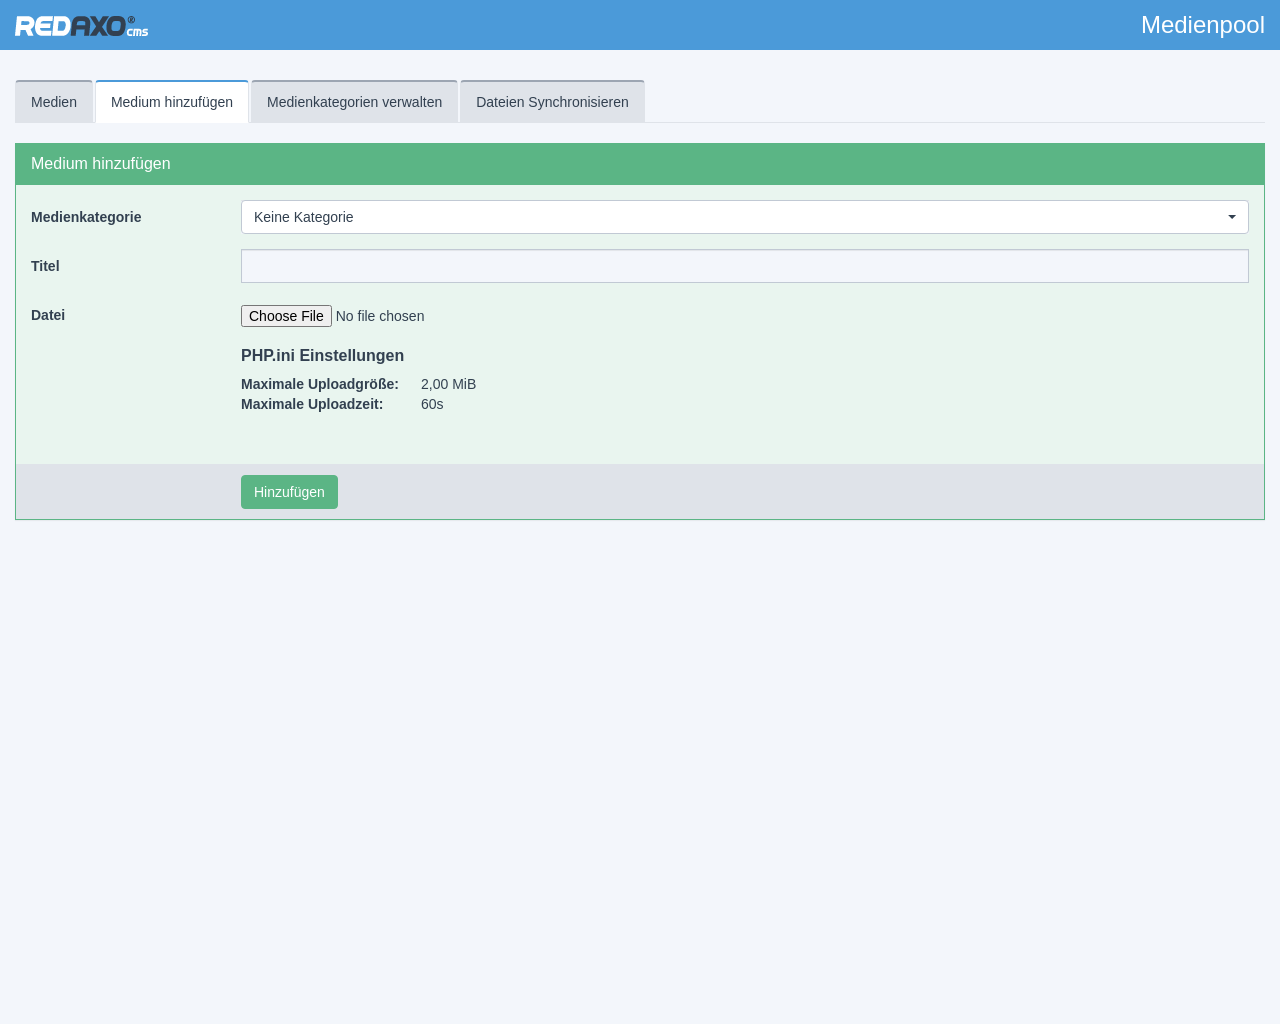 REDAXO® cms
Medienpool
Medien
Medium hinzufügen
Medienkategorien verwalten
Dateien Synchronisieren
Medium hinzufügen
Medienkategorie
Keine Kategorie
Titel
Datei
Choose File No file chosen
PHP.ini Einstellungen
Maximale Uploadgröße: 2,00 MiB
Maximale Uploadzeit: 60s
Hinzufügen